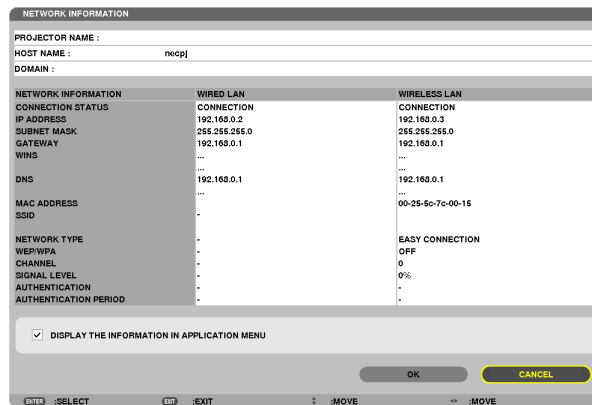 NETWORK INFORMATION
PROJECTOR NAME :
HOST NAME : necpj
DOMAIN :
NETWORK INFORMATION WIRED LAN WIRELESS LAN
CONNECTION STATUS CONNECTION CONNECTION
IP ADDRESS 192.168.0.2 192.168.0.3
SUBNET MASK 255.255.255.0 255.255.255.0
GATEWAY 192.168.0.1 192.168.0.1
WINS ... ...
... ...
DNS 192.168.0.1 192.168.0.1
... ...
MAC ADDRESS 00-25-5c-7c-00-15
SSID -
NETWORK TYPE - EASY CONNECTION
WEP/WPA - OFF
CHANNEL - 0
SIGNAL LEVEL - 0%
AUTHENTICATION - -
AUTHENTICATION PERIOD - -
DISPLAY THE INFORMATION IN APPLICATION MENU
OK CANCEL
ENTER :SELECT EXIT :EXIT :MOVE :MOVE